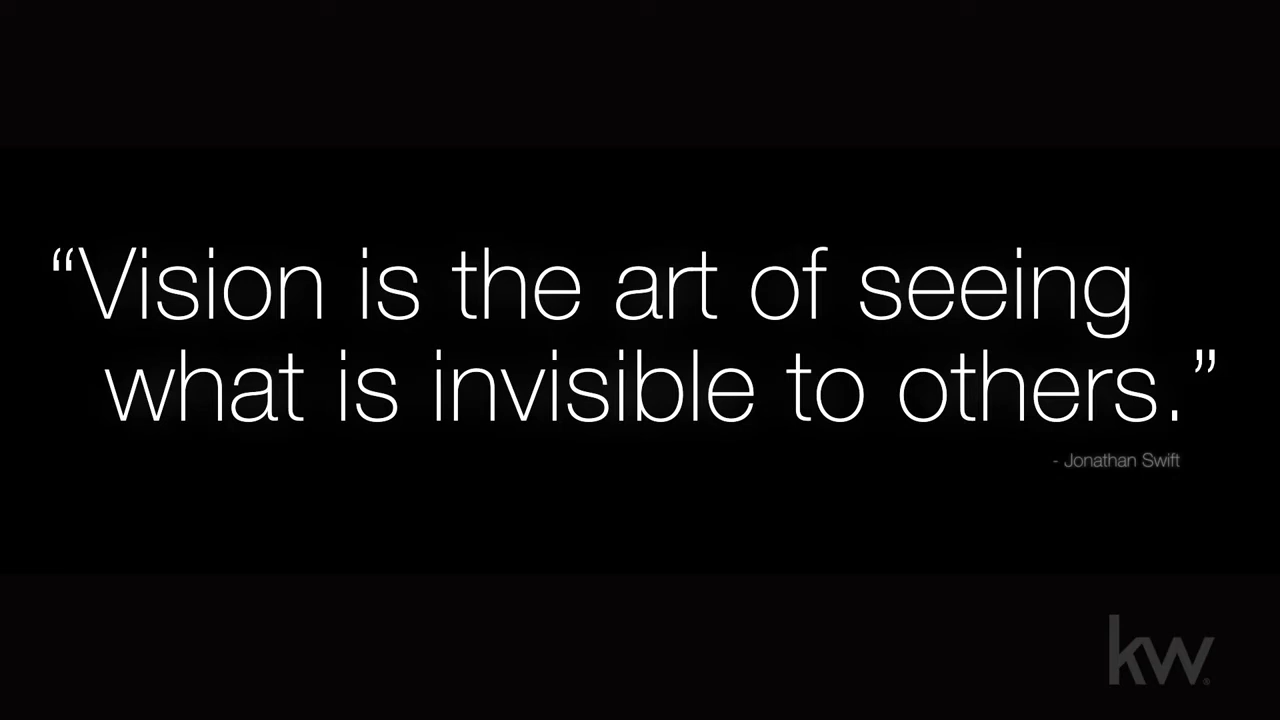 “Vision is the art of seeing
what is invisible to others.”
- Jonathan Swift
kw®